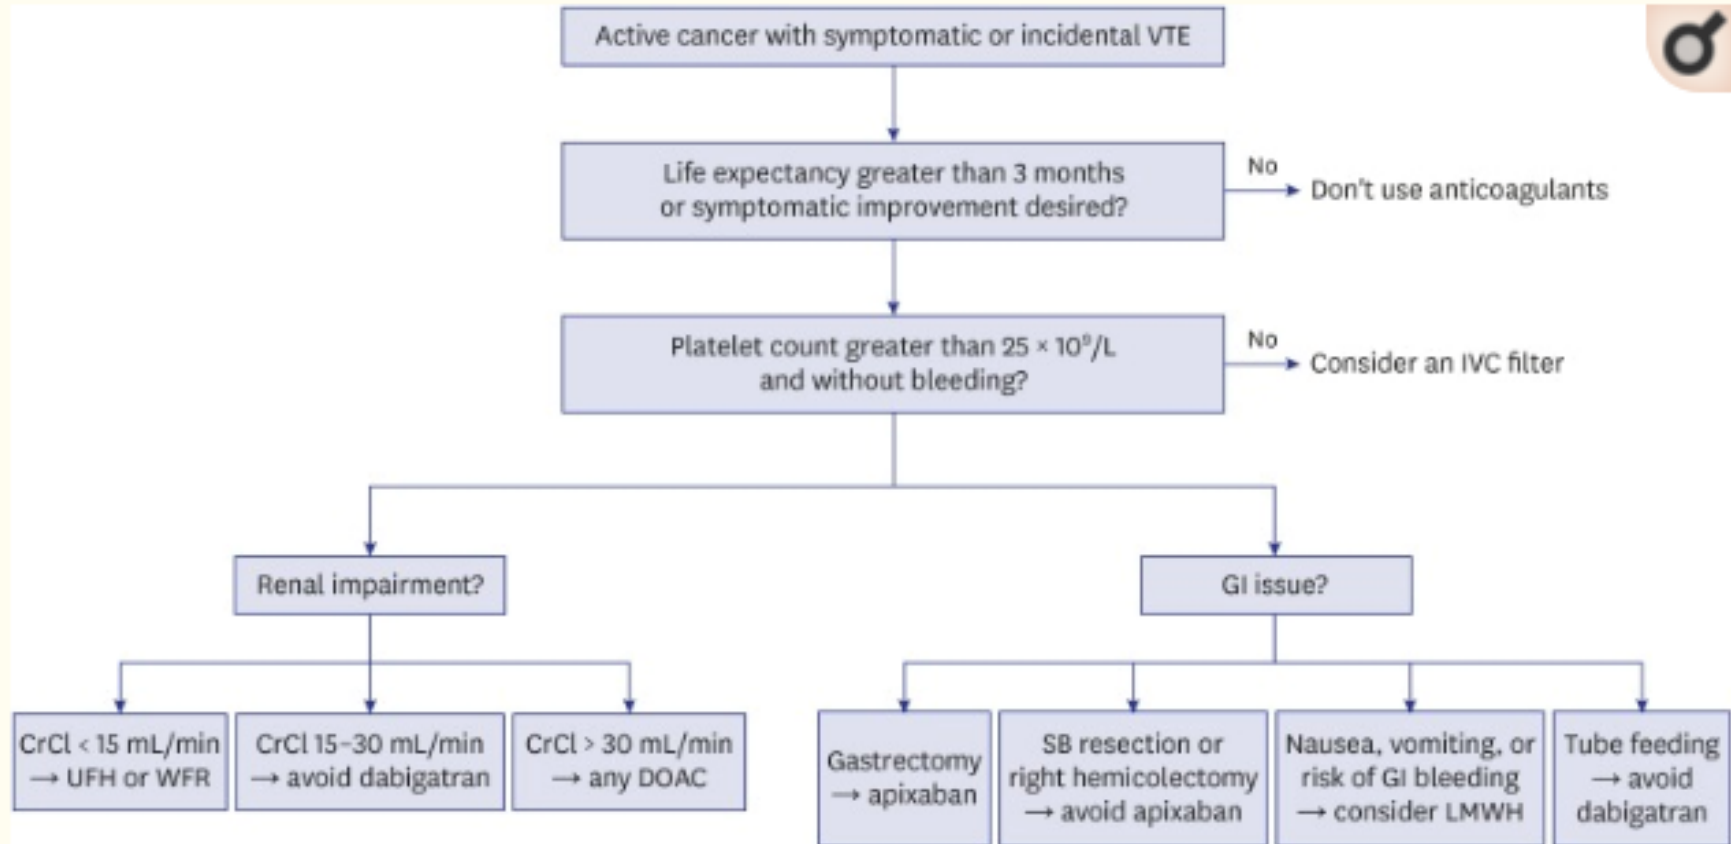 Active cancer with symptomatic or incidental VTE
Life expectancy greater than 3 months
or symptomatic improvement desired?
No
Don't use anticoagulants
Platelet count greater than 25 × 10⁹/L
and without bleeding?
No
Consider an IVC filter
Renal impairment?
GI issue?
CrCl < 15 mL/min
→ UFH or WFR
CrCl 15–30 mL/min
→ avoid dabigatran
CrCl > 30 mL/min
→ any DOAC
Gastrectomy
→ apixaban
SB resection or
right hemicolectomy
→ avoid apixaban
Nausea, vomiting, or
risk of GI bleeding
→ consider LMWH
Tube feeding
→ avoid
dabigatran